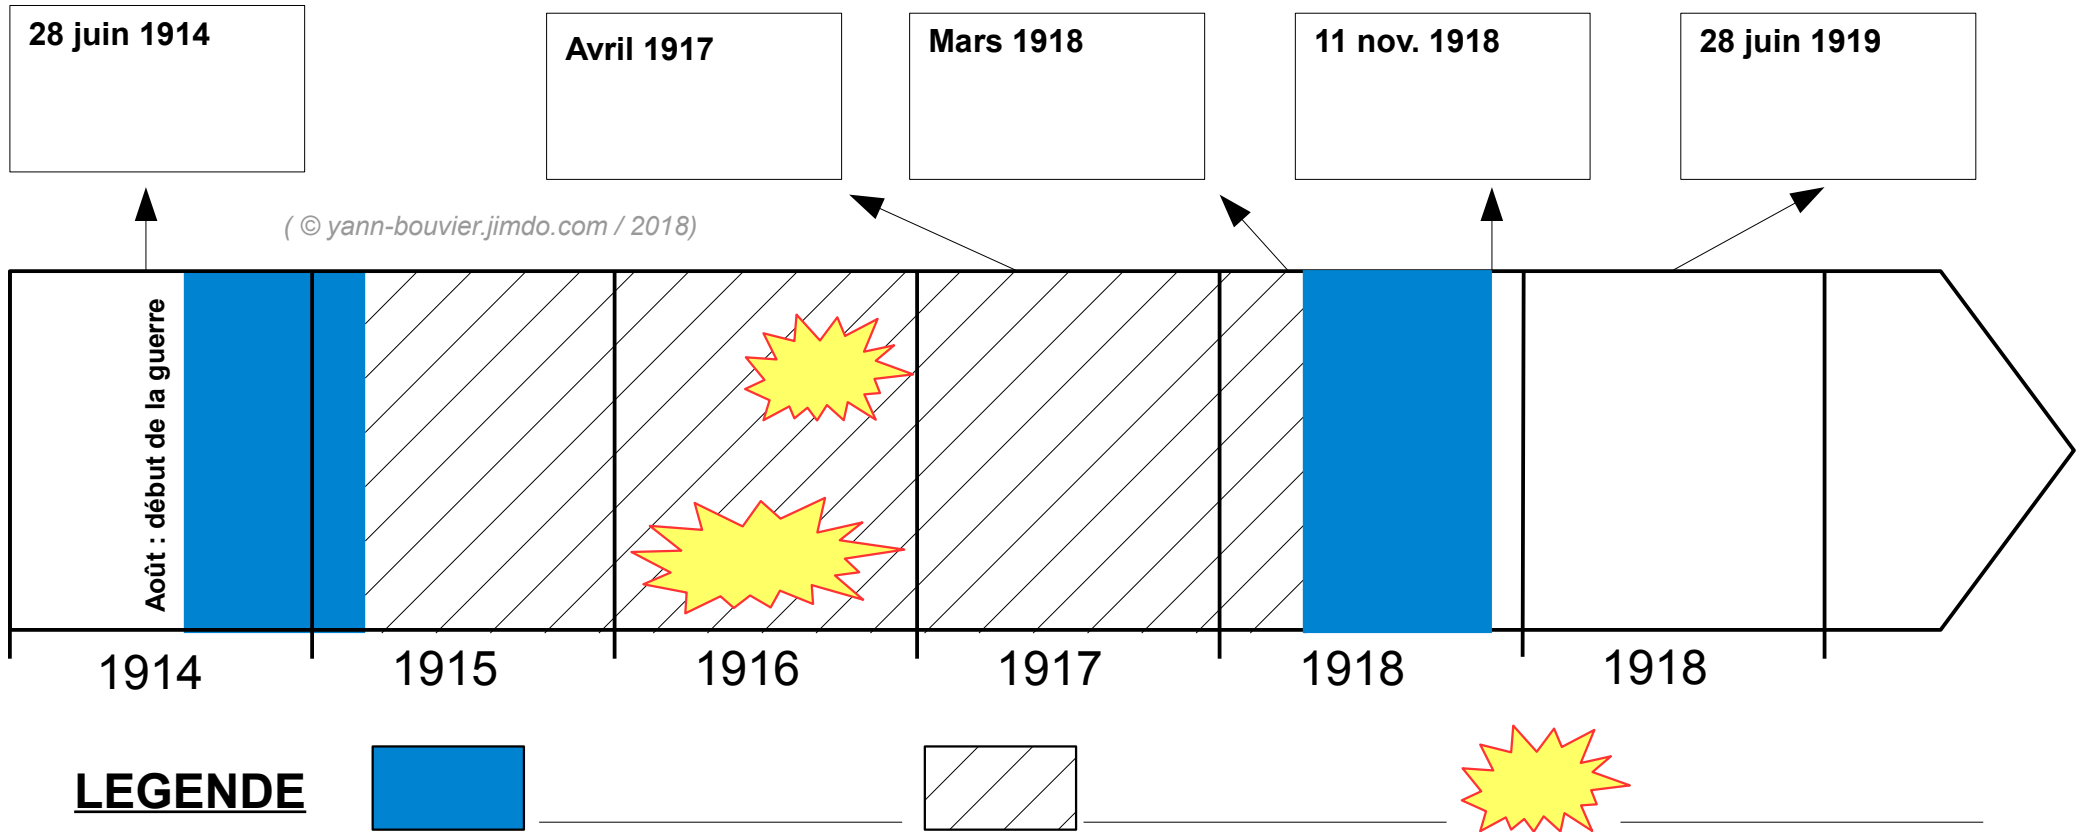 28 juin 1914
Avril 1917
Mars 1918
11 nov. 1918
28 juin 1919
( © yann-bouvier.jimdo.com / 2018)
Août : début de la guerre
1914
1915
1916
1917
1918
1918
LEGENDE